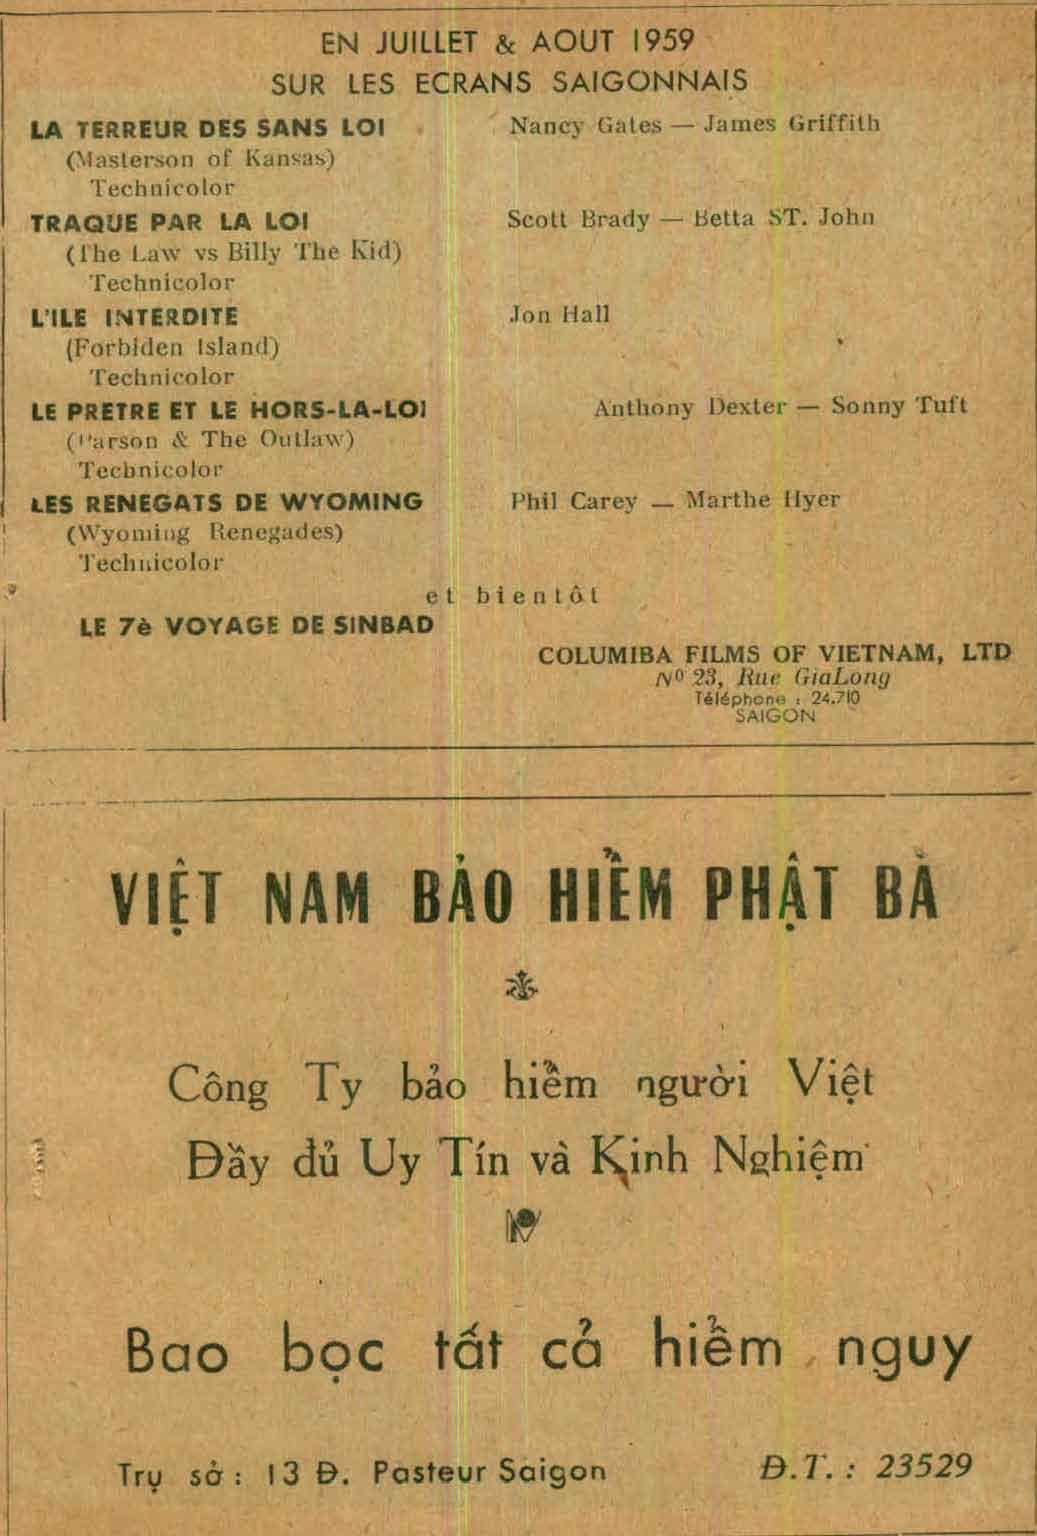 EN JUILLET & AOUT 1959
SUR LES ECRANS SAIGONNAIS
LA TERREUR DES SANS LOI Nancy Gates — James Griffith
(Masterson of Kansas)
Technicolor
TRAQUE PAR LA LOI Scott Brady — Betta ST. John
(The Law vs Billy The Kid)
Technicolor
L'ILE INTERDITE Jon Hall
(Forbiden Island)
Technicolor
LE PRETRE ET LE HORS-LA-LOI Anthony Dexter — Sonny Tuft
(Parson & The Outlaw)
Technicolor
LES RENEGATS DE WYOMING Phil Carey — Marthe Hyer
(Wyoming Renegades)
Technicolor
et bientôt
LE 7è VOYAGE DE SINBAD
COLUMIBA FILMS OF VIETNAM, LTD
Nº 23, Rue GiaLong
Téléphone : 24.710
SAIGON
VIỆT NAM BẢO HIỂM PHẬT BÀ
Công Ty bảo hiểm người Việt
Đầy đủ Uy Tín và Kinh Nghiệm
Bao bọc tất cả hiểm nguy
Trụ sở : 13 Đ. Pasteur Saigon Đ.T. : 23529